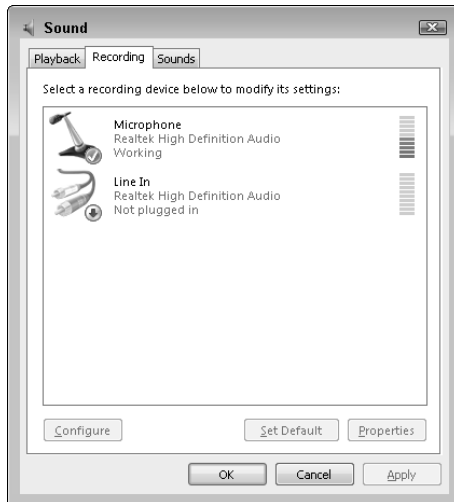 Sound
Playback Recording Sounds
Select a recording device below to modify its settings:
Microphone
Realtek High Definition Audio
Working
Line In
Realtek High Definition Audio
Not plugged in
Configure Set Default Properties
OK Cancel Apply